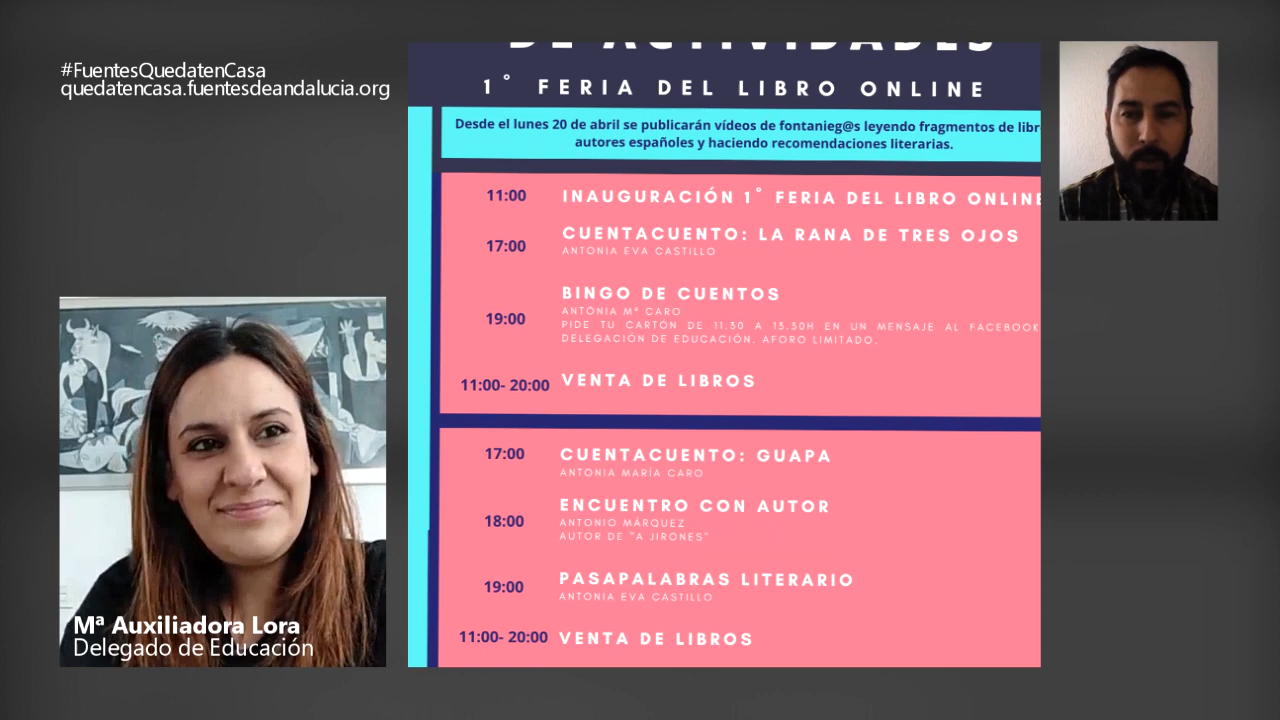 #FuentesQuedatenCasa
quedatencasa.fuentesdeandalucia.org
DE ACTIVIDADES
1° FERIA DEL LIBRO ONLINE
Desde el lunes 20 de abril se publicarán vídeos de fontanieg@s leyendo fragmentos de libr
autores españoles y haciendo recomendaciones literarias.
11:00 INAUGURACIÓN 1° FERIA DEL LIBRO ONLINE
17:00 CUENTACUENTO: LA RANA DE TRES OJOS
ANTONIA EVA CASTILLO
19:00 BINGO DE CUENTOS
ANTONIA Mª CARO
PIDE TU CARTÓN DE 11.30 A 13.30H EN UN MENSAJE AL FACEBOOK
DELEGACIÓN DE EDUCACIÓN. AFORO LIMITADO.
11:00- 20:00 VENTA DE LIBROS
17:00 CUENTACUENTO: GUAPA
ANTONIA MARÍA CARO
18:00 ENCUENTRO CON AUTOR
ANTONIO MÁRQUEZ
AUTOR DE "A JIRONES"
19:00 PASAPALABRAS LITERARIO
ANTONIA EVA CASTILLO
11:00- 20:00 VENTA DE LIBROS
Mª Auxiliadora Lora
Delegado de Educación